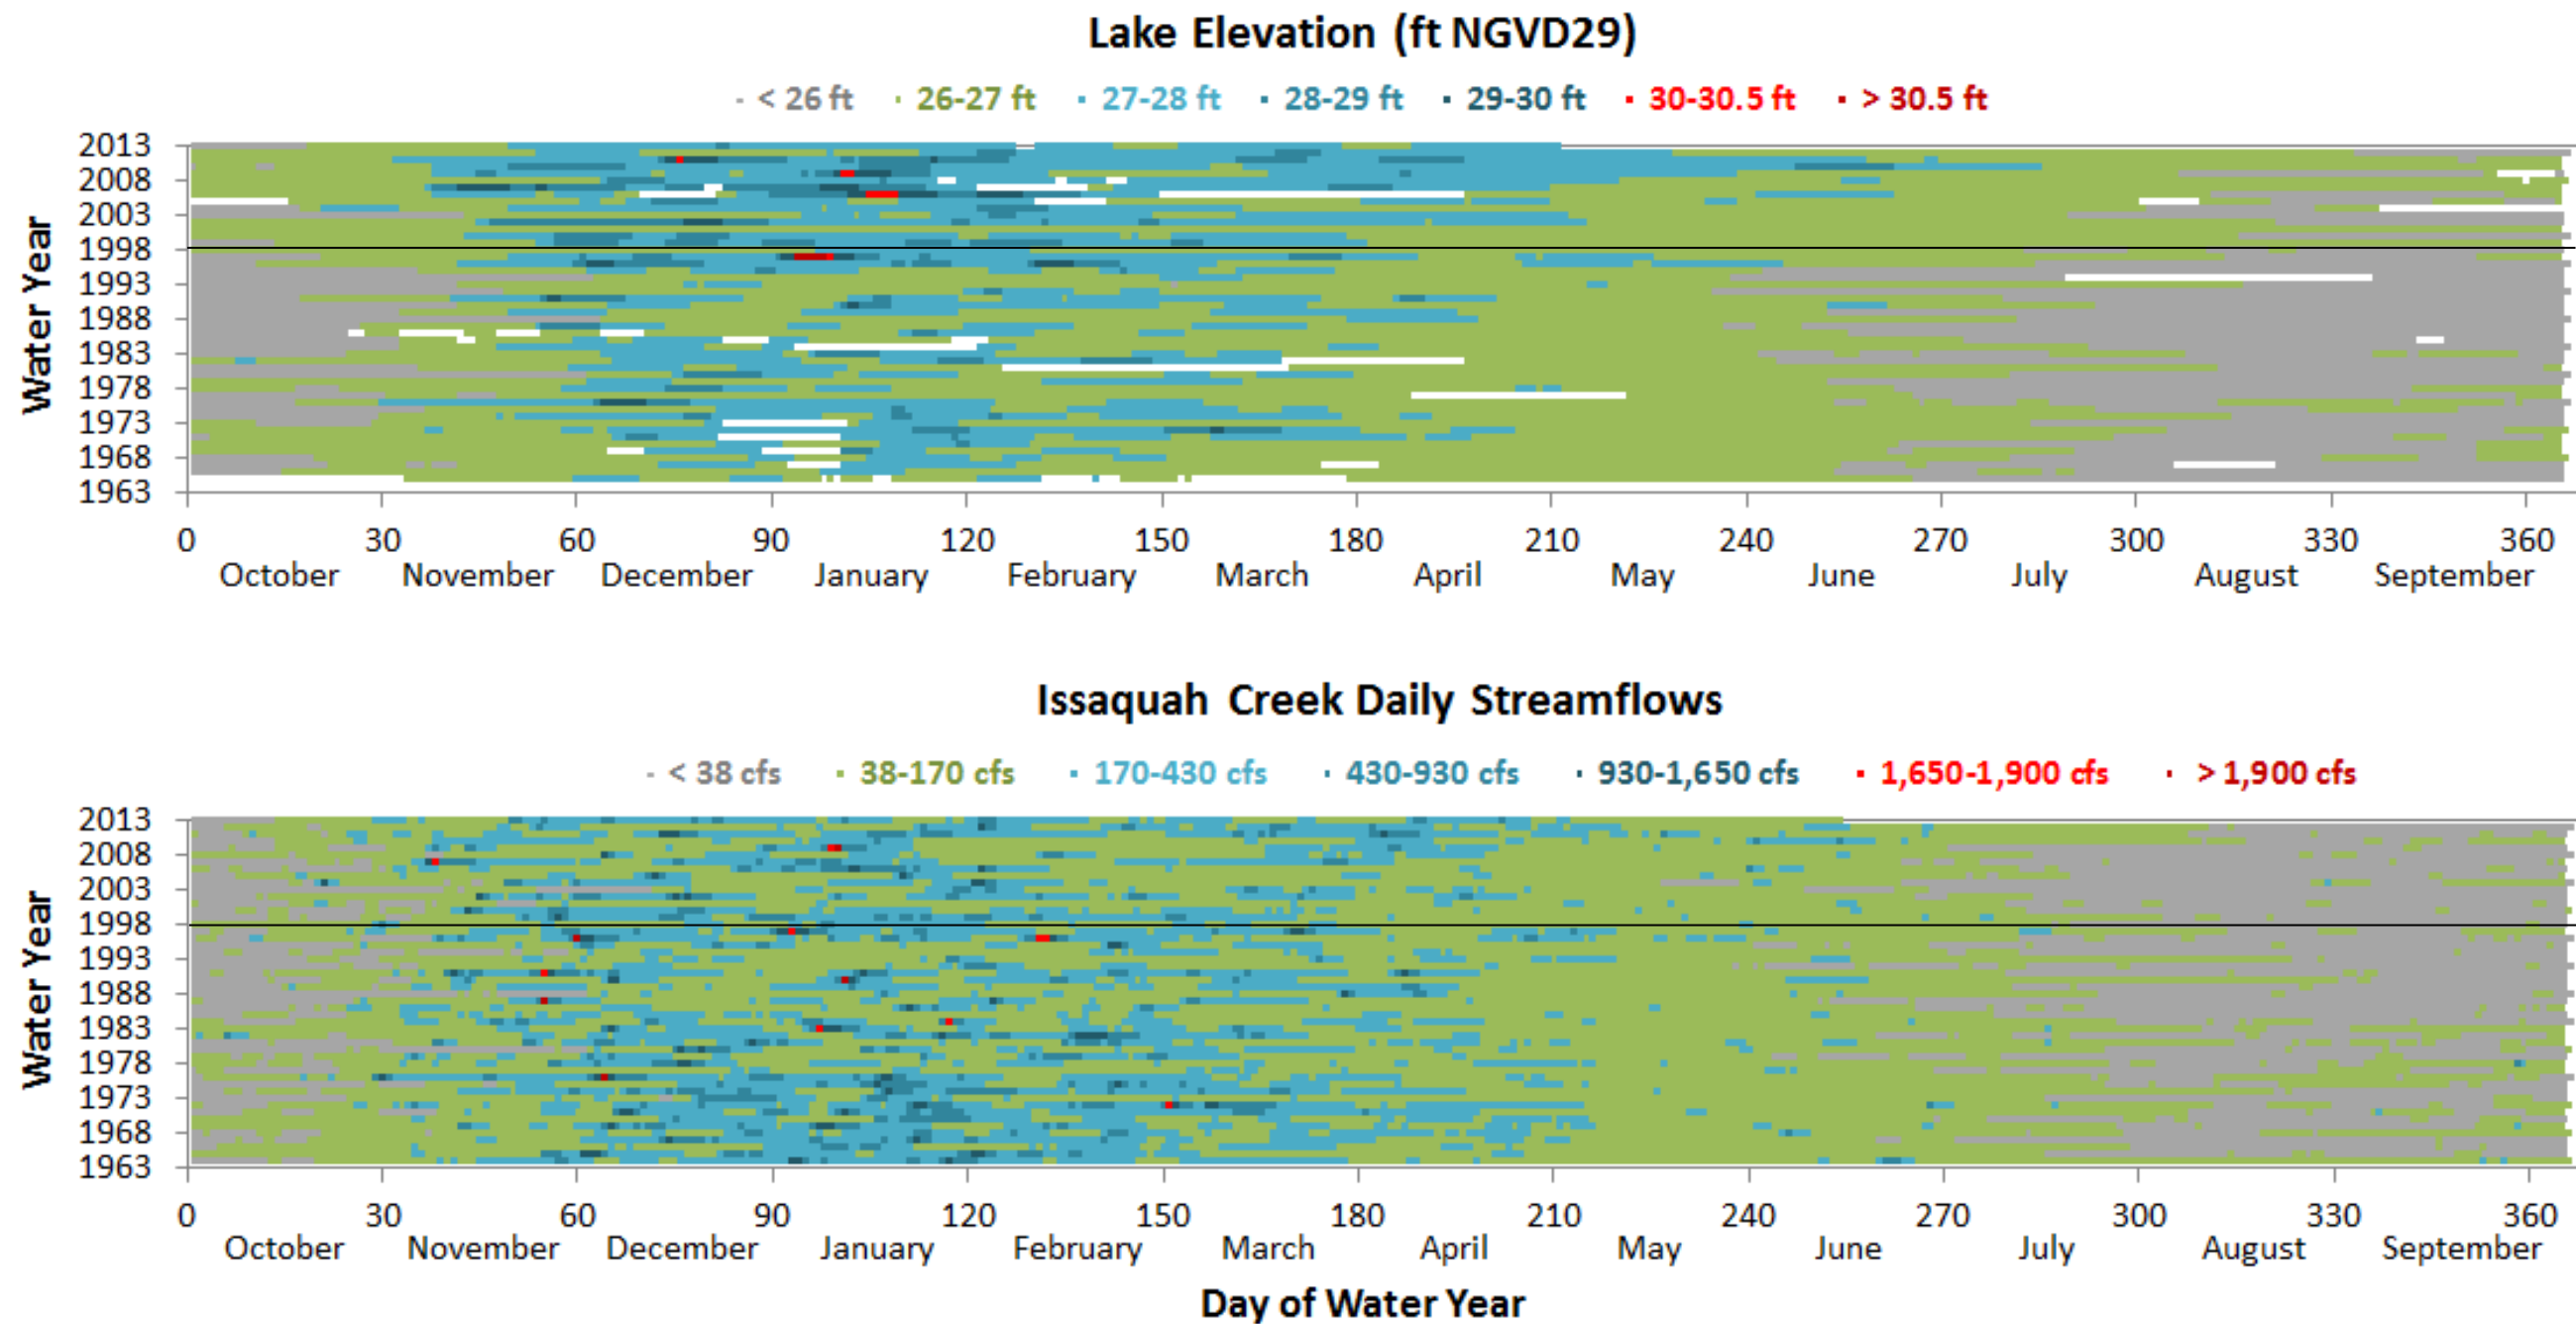 Lake Elevation (ft NGVD29)
< 26 ft 26-27 ft 27-28 ft 28-29 ft 29-30 ft 30-30.5 ft > 30.5 ft
Water Year
2013
2008
2003
1998
1993
1988
1983
1978
1973
1968
1963
0 30 60 90 120 150 180 210 240 270 300 330 360
October November December January February March April May June July August September
Issaquah Creek Daily Streamflows
< 38 cfs 38-170 cfs 170-430 cfs 430-930 cfs 930-1,650 cfs 1,650-1,900 cfs > 1,900 cfs
Water Year
2013
2008
2003
1998
1993
1988
1983
1978
1973
1968
1963
0 30 60 90 120 150 180 210 240 270 300 330 360
October November December January February March April May June July August September
Day of Water Year